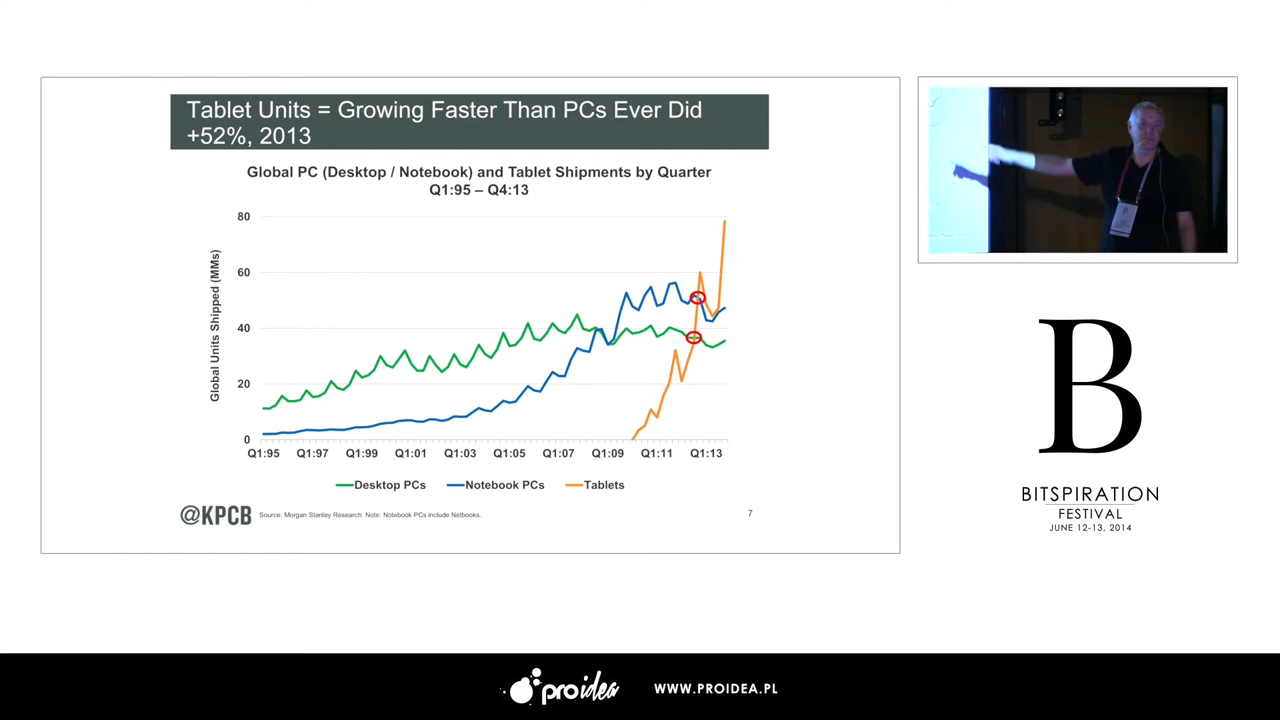 Tablet Units = Growing Faster Than PCs Ever Did
+52%, 2013
Global PC (Desktop / Notebook) and Tablet Shipments by Quarter
Q1:95 – Q4:13
Global Units Shipped (MMs)
80
60
40
20
0
Q1:95 Q1:97 Q1:99 Q1:01 Q1:03 Q1:05 Q1:07 Q1:09 Q1:11 Q1:13
Desktop PCs Notebook PCs Tablets
@KPCB
Source: Morgan Stanley Research. Note: Notebook PCs include Netbooks.
7
B
BITSPIRATION
FESTIVAL
JUNE 12-13, 2014
proidea
WWW.PROIDEA.PL